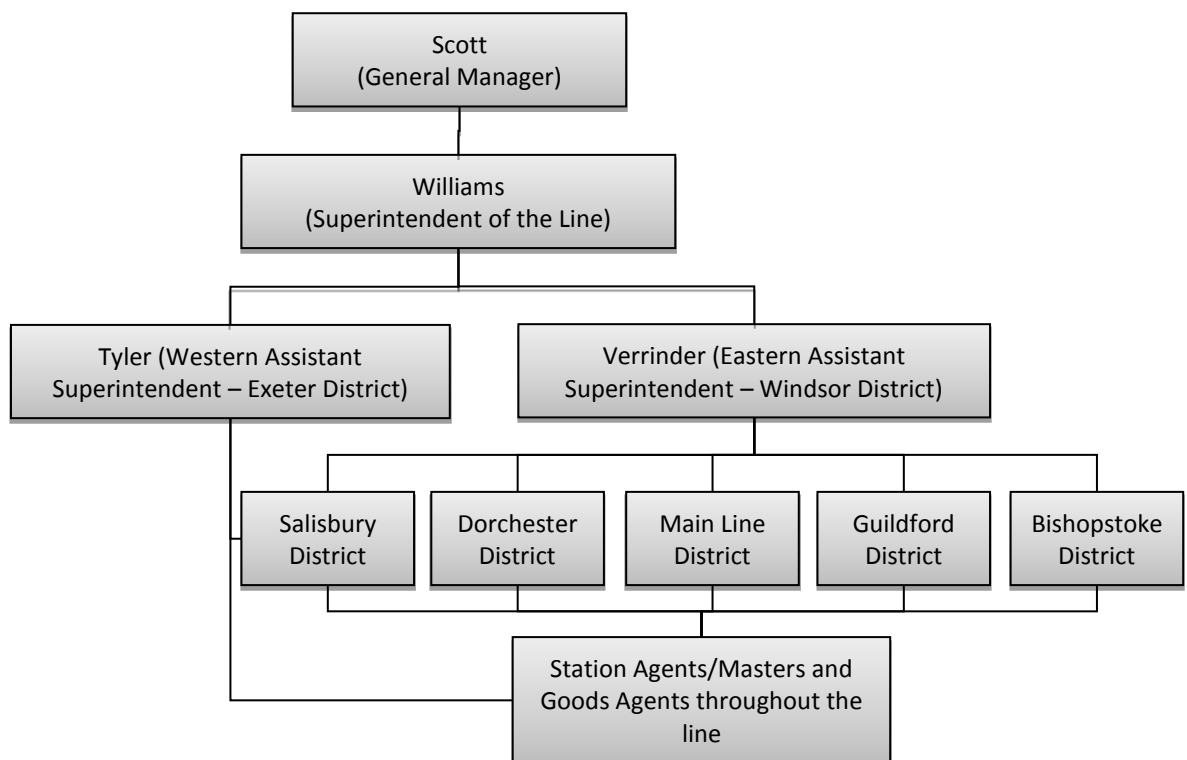 Scott
(General Manager)
Williams
(Superintendent of the Line)
Tyler (Western Assistant
Superintendent – Exeter District)
Verrinder (Eastern Assistant
Superintendent – Windsor District)
Salisbury
District
Dorchester
District
Main Line
District
Guildford
District
Bishopstoke
District
Station Agents/Masters and
Goods Agents throughout the
line